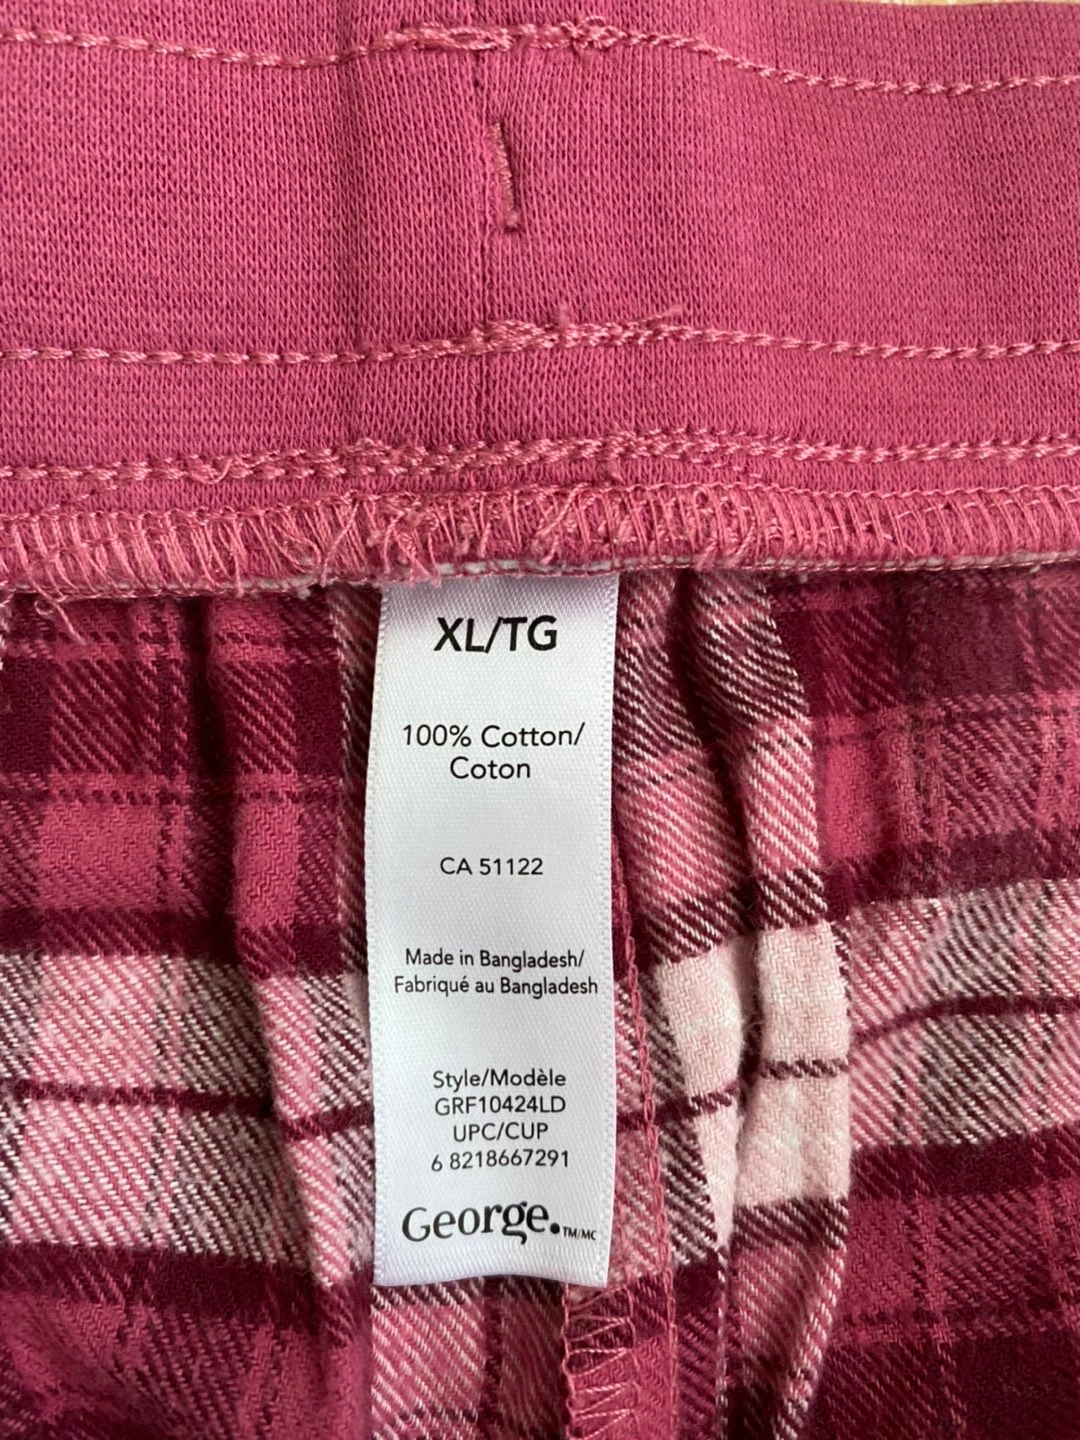 XL/TG
100% Cotton/
Coton
CA 51122
Made in Bangladesh/
Fabriqué au Bangladesh
Style/Modèle
GRF10424LD
UPC/CUP
6 8218667291
George.TM/MC